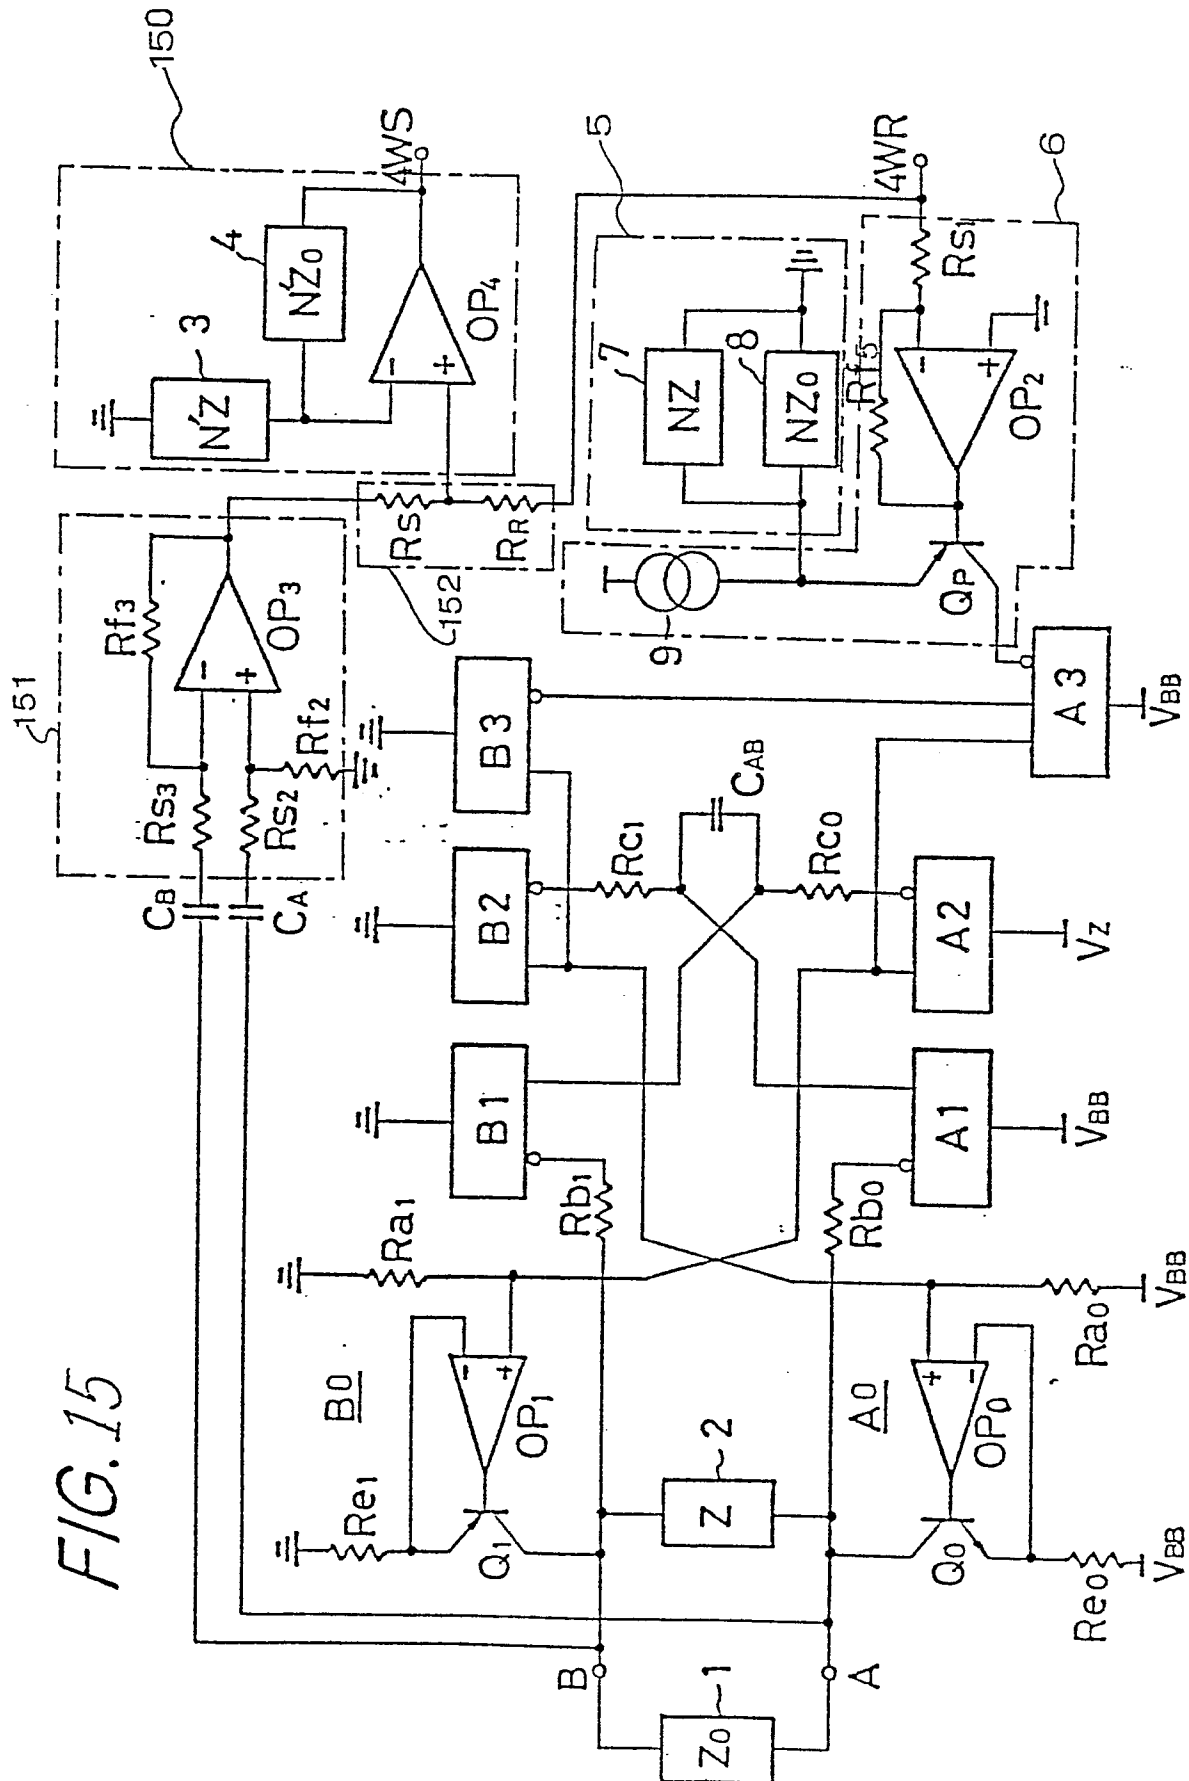 FIG. 15
151
Rf3
Rs3
CB
Rs2
CA
OP3
Rf2
150
3
N'Z
4
N'Z0
OP4
4WS
RS
RR
152
5
7
NZ
8
NZ0
9
4WR
6
Rs1
Rf5
OP2
QP
Re1
B0
OP1
Q1
Ra1
Rb1
B1
B2
B3
Rc1
CAB
Rc0
B
A
Z0
1
Z
2
A0
Rb0
A1
A2
A3
VBB
VZ
VBB
Q0
OP0
Re0
VBB
Ra0
VBB